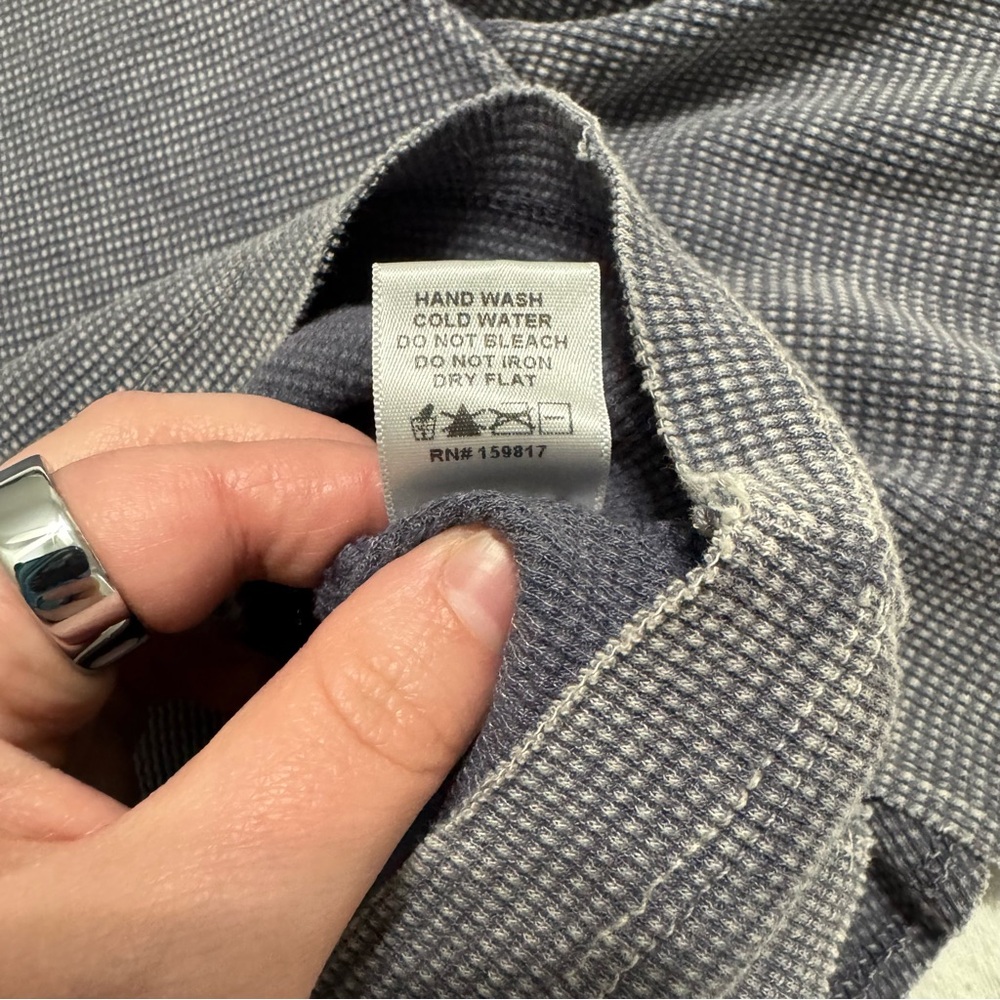 HAND WASH
COLD WATER
DO NOT BLEACH
DO NOT IRON
DRY FLAT
RN# 159817